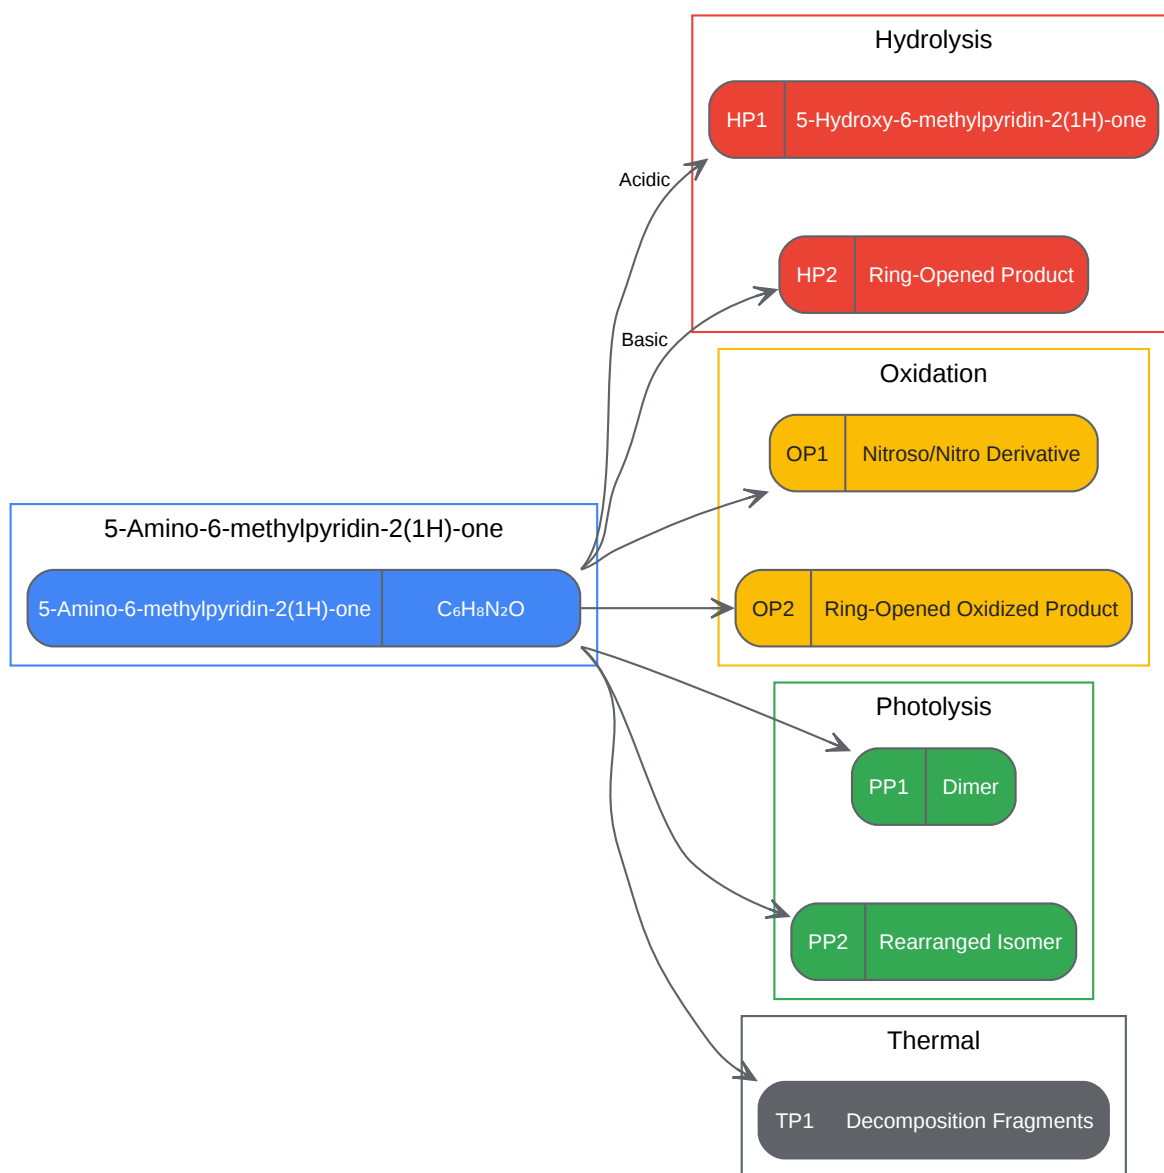 Hydrolysis
HP1 5-Hydroxy-6-methylpyridin-2(1H)-one
Acidic
HP2 Ring-Opened Product
Basic
Oxidation
OP1 Nitroso/Nitro Derivative
5-Amino-6-methylpyridin-2(1H)-one
5-Amino-6-methylpyridin-2(1H)-one C₆H₈N₂O
OP2 Ring-Opened Oxidized Product
Photolysis
PP1 Dimer
PP2 Rearranged Isomer
Thermal
TP1 Decomposition Fragments